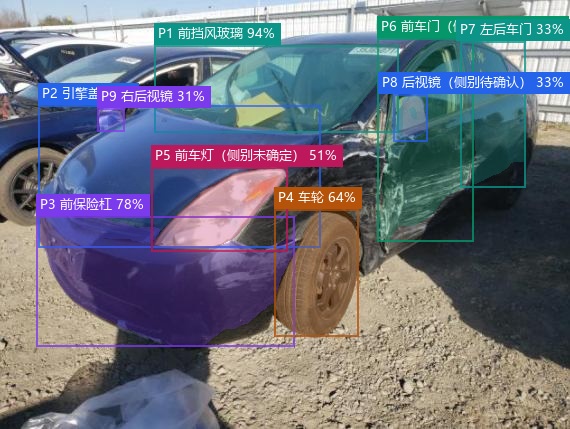 P1 前挡风玻璃 94%
P6 前车门
P7 左后车门 33%
P2 引擎盖
P9 右后视镜 31%
P8 后视镜（侧别待确认） 33%
P5 前车灯（侧别未确定） 51%
P3 前保险杠 78%
P4 车轮 64%